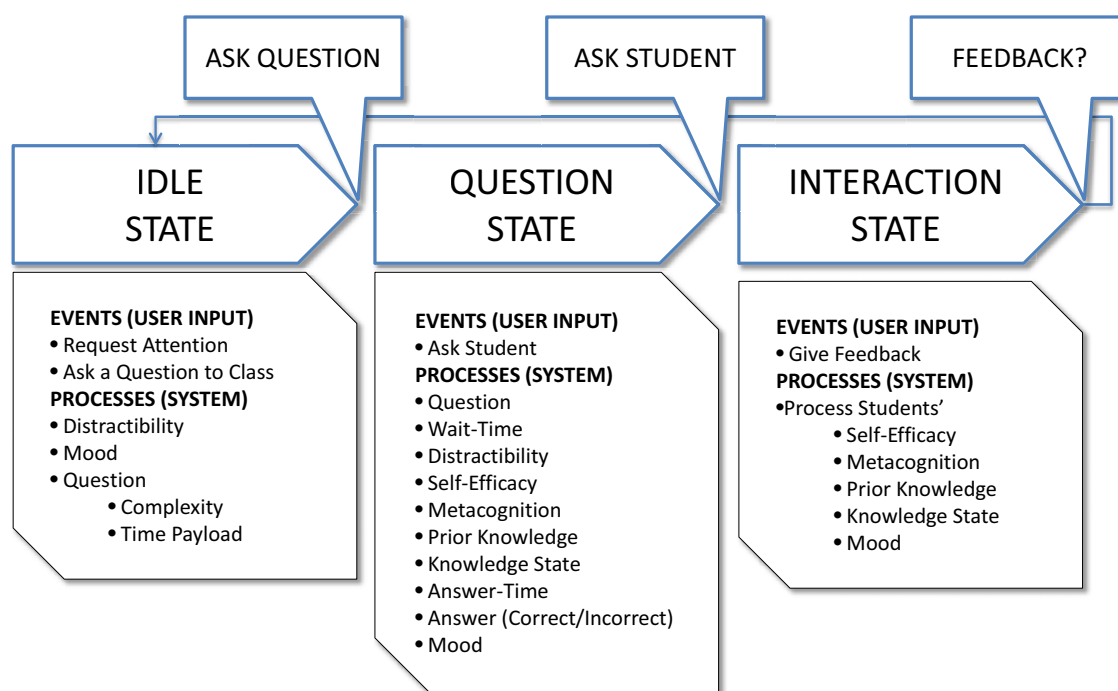 ASK QUESTION
ASK STUDENT
FEEDBACK?
IDLE
STATE
QUESTION
STATE
INTERACTION
STATE
EVENTS (USER INPUT)
• Request Attention
• Ask a Question to Class
PROCESSES (SYSTEM)
• Distractibility
• Mood
• Question
• Complexity
• Time Payload
EVENTS (USER INPUT)
• Ask Student
PROCESSES (SYSTEM)
• Question
• Wait-Time
• Distractibility
• Self-Efficacy
• Metacognition
• Prior Knowledge
• Knowledge State
• Answer-Time
• Answer (Correct/Incorrect)
• Mood
EVENTS (USER INPUT)
• Give Feedback
PROCESSES (SYSTEM)
•Process Students’
• Self-Efficacy
• Metacognition
• Prior Knowledge
• Knowledge State
• Mood